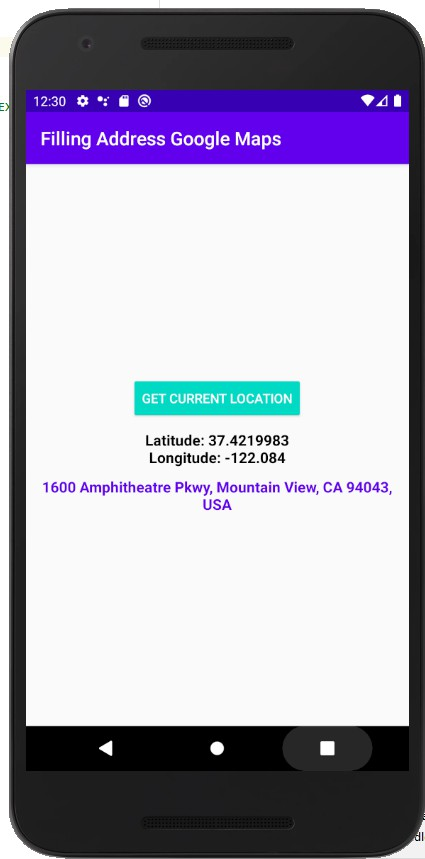 EX
12:30
Filling Address Google Maps
GET CURRENT LOCATION
Latitude: 37.4219983
Longitude: -122.084
1600 Amphitheatre Pkwy, Mountain View, CA 94043,
USA